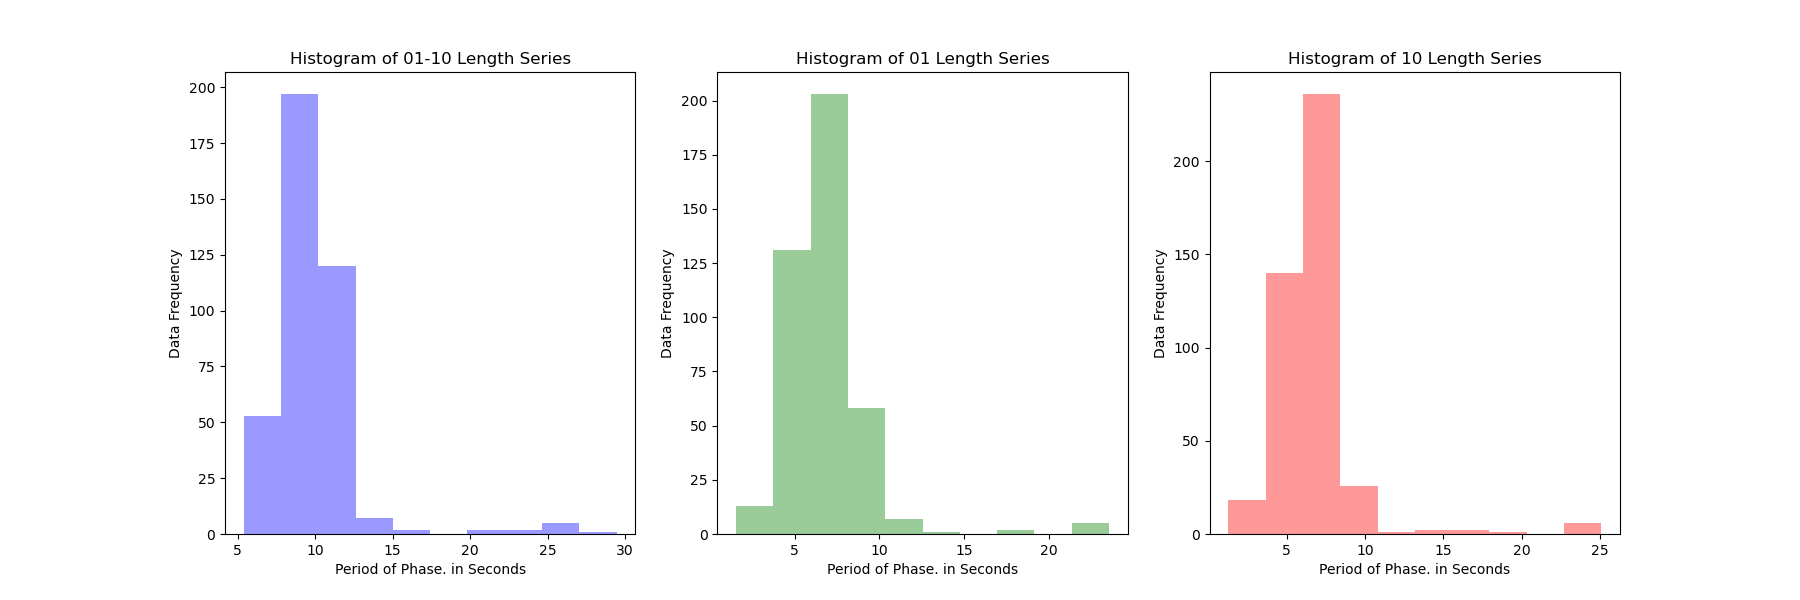 Histogram of 01-10 Length Series
200
175
150
125
100
75
50
25
0
Data Frequency
5 10 15 20 25 30
Period of Phase. in Seconds
Histogram of 01 Length Series
200
175
150
125
100
75
50
25
0
Data Frequency
5 10 15 20
Period of Phase. in Seconds
Histogram of 10 Length Series
200
150
100
50
0
Data Frequency
5 10 15 20 25
Period of Phase. in Seconds